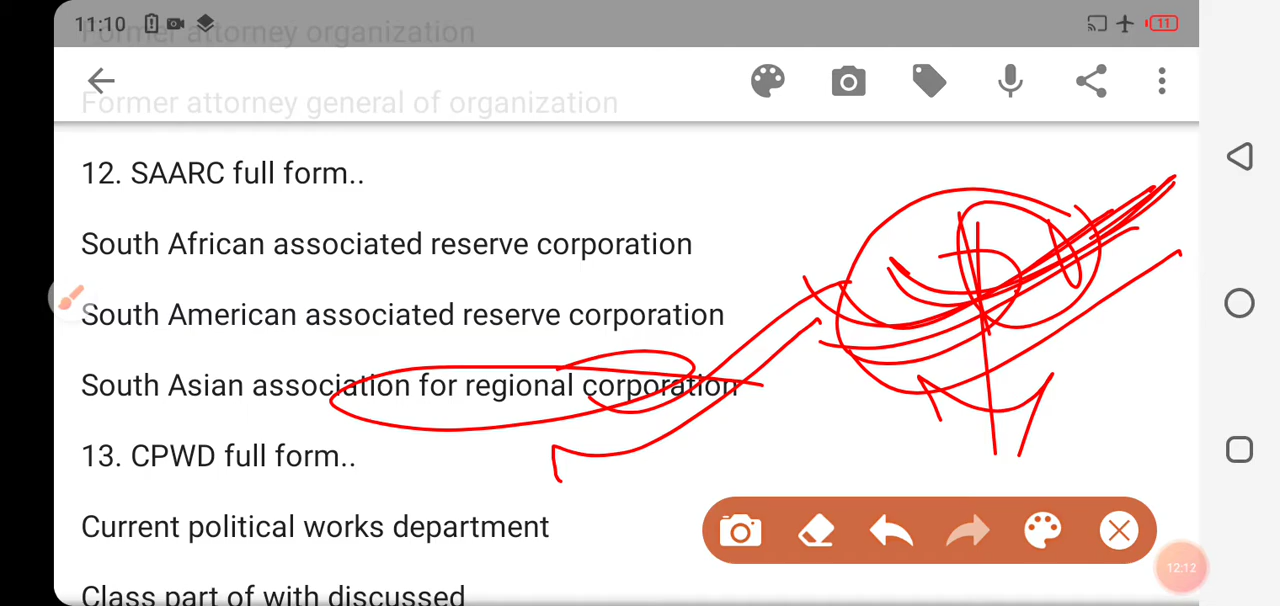 11:10
11
Former attorney organization
Former attorney general of organization
12. SAARC full form..
South African associated reserve corporation
South American associated reserve corporation
South Asian association for regional corporation
13. CPWD full form..
Current political works department
Class part of with discussed
12:12